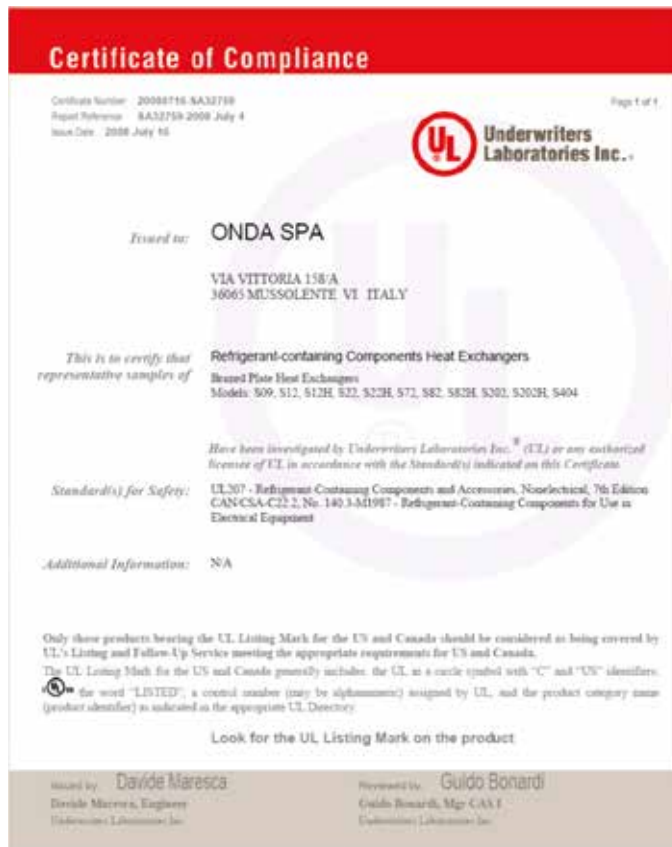 Certificate of Compliance
Certificate Number 20080716-SA32759
Report Reference SA32759-2008 July 4
Issue Date 2008 July 16
Page 1 of 1
UL
Underwriters
Laboratories Inc.
Issued to: ONDA SPA
VIA VITTORIA 158/A
36065 MUSSOLENTE VI ITALY
This is to certify that
representative samples of
Refrigerant-containing Components Heat Exchangers
Brazed Plate Heat Exchangers
Models: S09, S12, S12H, S22, S22H, S72, S82, S82H, S202, S202H, S404
Have been investigated by Underwriters Laboratories Inc.® (UL) or any authorized
licensee of UL in accordance with the Standard(s) indicated on this Certificate
Standard(s) for Safety: UL207 - Refrigerant-Containing Components and Accessories, Nonelectrical, 7th Edition
CAN/CSA-C22.2, No. 140.3-M1987 - Refrigerant-Containing Components for Use in
Electrical Equipment
Additional Information: N/A
Only those products bearing the UL Listing Mark for the US and Canada should be considered as being covered by
UL's Listing and Follow-Up Service meeting the appropriate requirements for US and Canada.
The UL Listing Mark for the US and Canada generally includes: the UL in a circle symbol with "C" and "US" identifiers:
the word "LISTED"; a control number (may be alphanumeric) assigned by UL; and the product category name
(product identifier) as indicated in the appropriate UL Directory
Look for the UL Listing Mark on the product
Issued by: Davide Maresca
Davide Maresca, Engineer
Underwriters Laboratories Inc.
Reviewed by: Guido Bonardi
Guido Bonardi, Mgr CAS I
Underwriters Laboratories Inc.